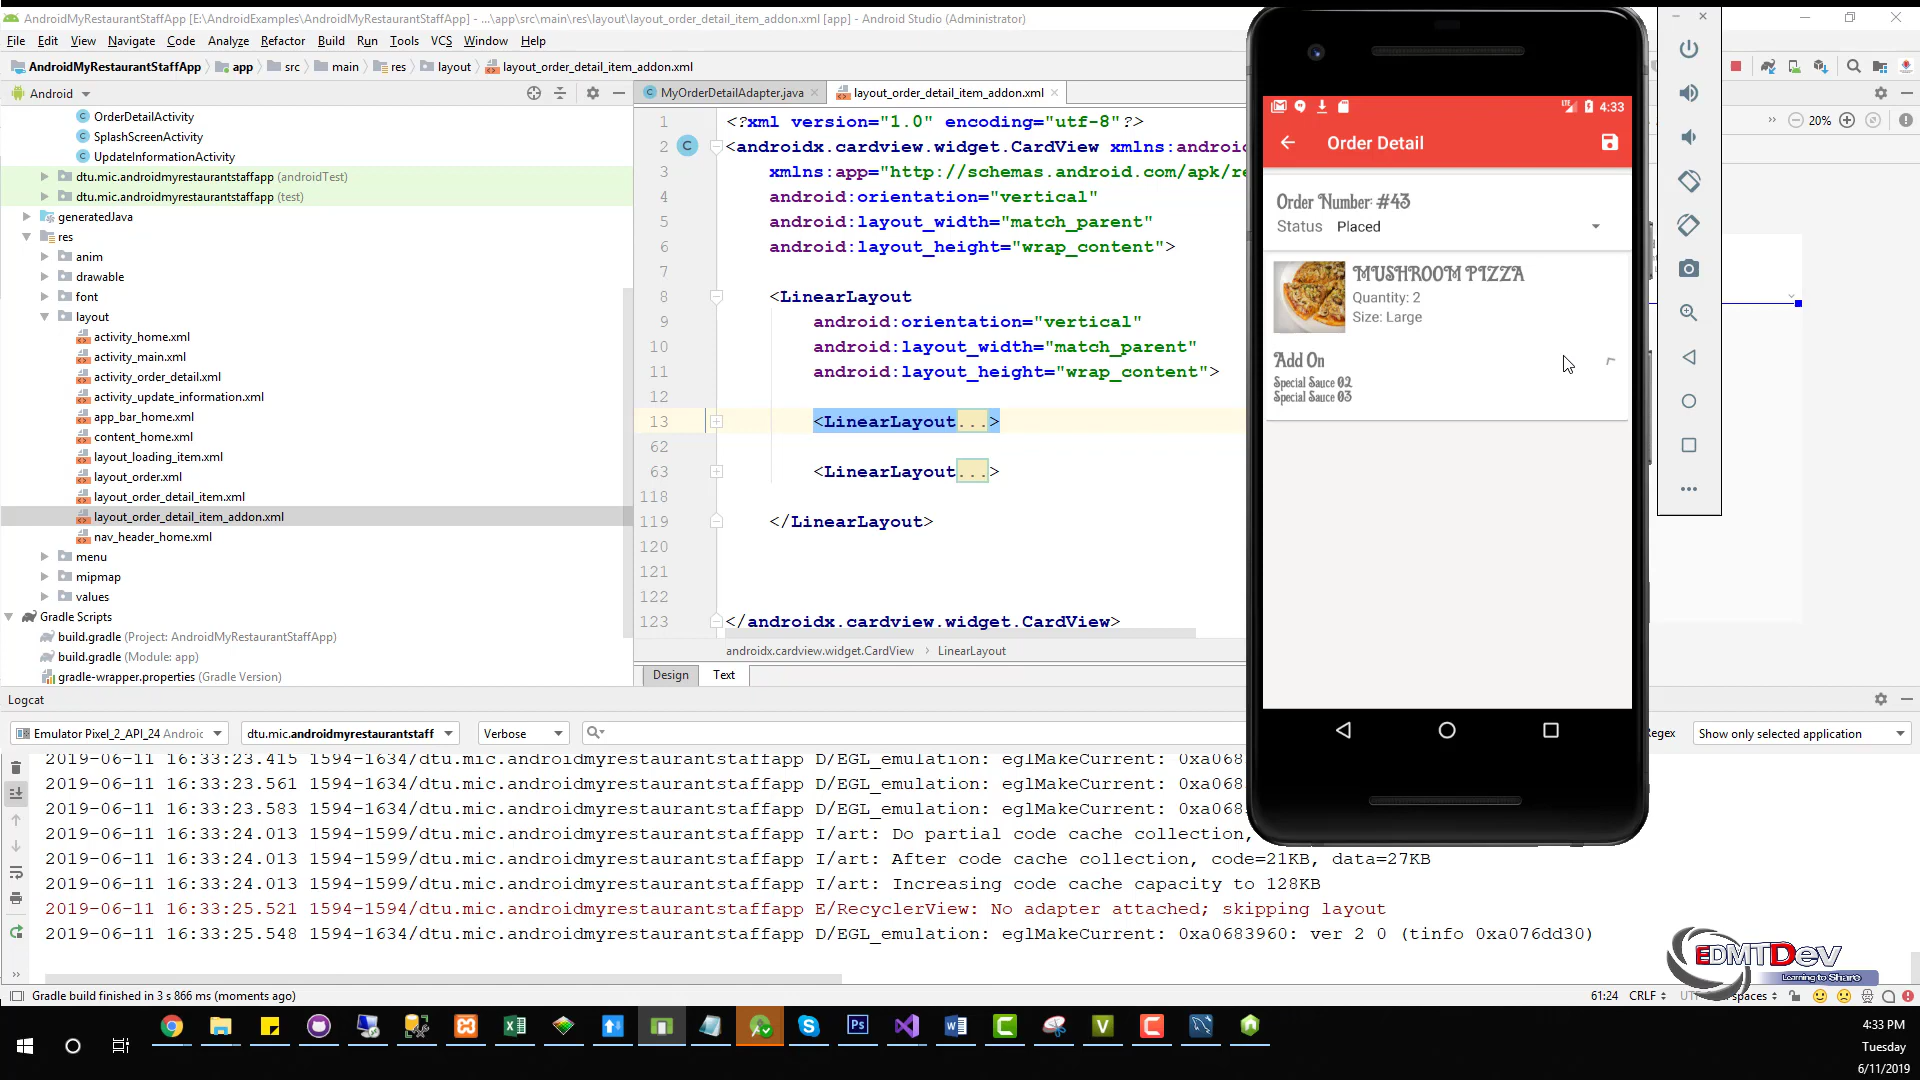 AndroidMyRestaurantStaffApp [E:\AndroidExamples\AndroidMyRestaurantStaffApp] - ...\app\src\main\res\layout\layout_order_detail_item_addon.xml [app] - Android Studio (Administrator)
File Edit View Navigate Code Analyze Refactor Build Run Tools VCS Window Help
AndroidMyRestaurantStaffApp app src main res layout layout_order_detail_item_addon.xml
Android
MyOrderDetailAdapter.java
layout_order_detail_item_addon.xml
20%
OrderDetailActivity
SplashScreenActivity
UpdateInformationActivity
dtu.mic.androidmyrestaurantstaffapp (androidTest)
dtu.mic.androidmyrestaurantstaffapp (test)
generatedJava
res
anim
drawable
font
layout
activity_home.xml
activity_main.xml
activity_order_detail.xml
activity_update_information.xml
app_bar_home.xml
content_home.xml
layout_loading_item.xml
layout_order.xml
layout_order_detail_item.xml
layout_order_detail_item_addon.xml
nav_header_home.xml
menu
mipmap
values
Gradle Scripts
build.gradle (Project: AndroidMyRestaurantStaffApp)
build.gradle (Module: app)
gradle-wrapper.properties (Gradle Version)
1 <?xml version="1.0" encoding="utf-8"?>
2 <androidx.cardview.widget.CardView xmlns:android
3 xmlns:app="http://schemas.android.com/apk/re
4 android:orientation="vertical"
5 android:layout_width="match_parent"
6 android:layout_height="wrap_content">
7
8 <LinearLayout
9 android:orientation="vertical"
10 android:layout_width="match_parent"
11 android:layout_height="wrap_content">
12
13 <LinearLayout...>
62
63 <LinearLayout...>
118
119 </LinearLayout>
120
121
122
123 </androidx.cardview.widget.CardView>
androidx.cardview.widget.CardView › LinearLayout
Design Text
4:33
Order Detail
Order Number: #43
Status Placed
MUSHROOM PIZZA
Quantity: 2
Size: Large
Add On
Special Sauce 02
Special Sauce 03
Logcat
Emulator Pixel_2_API_24 Android
dtu.mic.androidmyrestaurantstaff
Verbose
Regex
Show only selected application
2019-06-11 16:33:23.415 1594-1634/dtu.mic.androidmyrestaurantstaffapp D/EGL_emulation: eglMakeCurrent: 0xa068
2019-06-11 16:33:23.561 1594-1634/dtu.mic.androidmyrestaurantstaffapp D/EGL_emulation: eglMakeCurrent: 0xa068
2019-06-11 16:33:23.583 1594-1634/dtu.mic.androidmyrestaurantstaffapp D/EGL_emulation: eglMakeCurrent: 0xa068
2019-06-11 16:33:24.013 1594-1599/dtu.mic.androidmyrestaurantstaffapp I/art: Do partial code cache collection,
2019-06-11 16:33:24.013 1594-1599/dtu.mic.androidmyrestaurantstaffapp I/art: After code cache collection, code=21KB, data=27KB
2019-06-11 16:33:24.013 1594-1599/dtu.mic.androidmyrestaurantstaffapp I/art: Increasing code cache capacity to 128KB
2019-06-11 16:33:25.521 1594-1594/dtu.mic.androidmyrestaurantstaffapp E/RecyclerView: No adapter attached; skipping layout
2019-06-11 16:33:25.548 1594-1634/dtu.mic.androidmyrestaurantstaffapp D/EGL_emulation: eglMakeCurrent: 0xa0683960: ver 2 0 (tinfo 0xa076dd30)
EDMTDev
Learning to Share
Gradle build finished in 3 s 866 ms (moments ago)
61:24 CRLF spaces
4:33 PM
Tuesday
6/11/2019